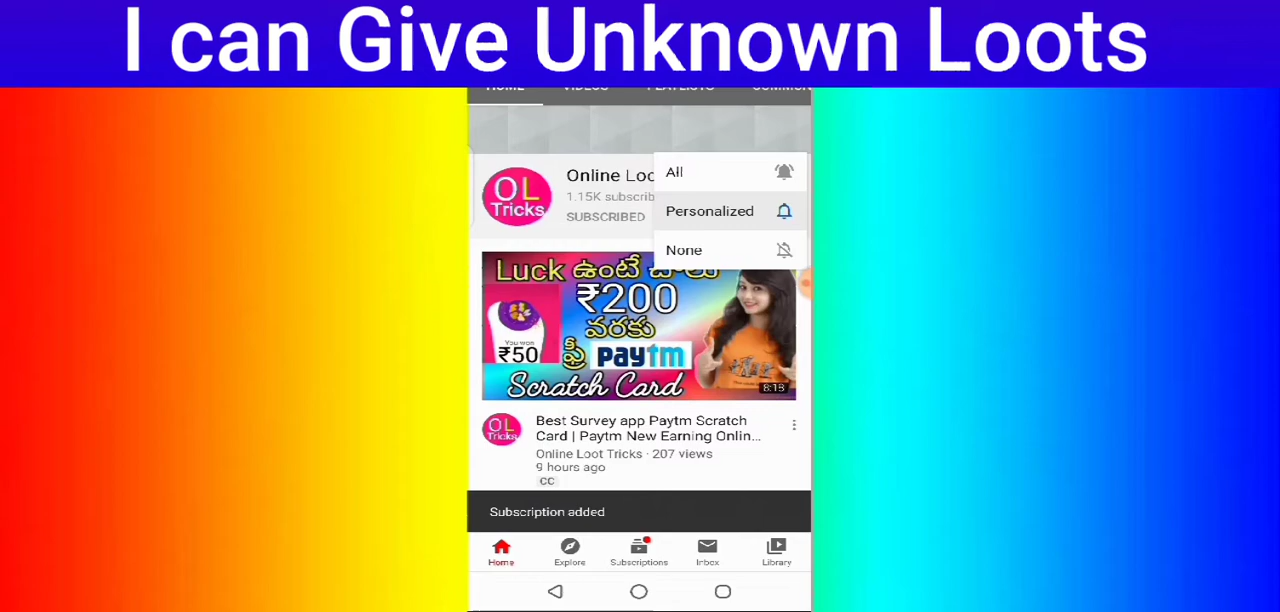 I can Give Unknown Loots
HOME VIDEOS PLAYLISTS COMMUN
Online Loo
1.15K subscrib
SUBSCRIBED
All
Personalized
None
OL
Tricks
Luck ఉంటే చాలు
₹200
వరకు
ఫ్రీ paytm
Scratch Card
You won
₹50
8:18
OL
Tricks
Best Survey app Paytm Scratch
Card | Paytm New Earning Onlin...
Online Loot Tricks · 207 views
9 hours ago
CC
Subscription added
Home Explore Subscriptions Inbox Library